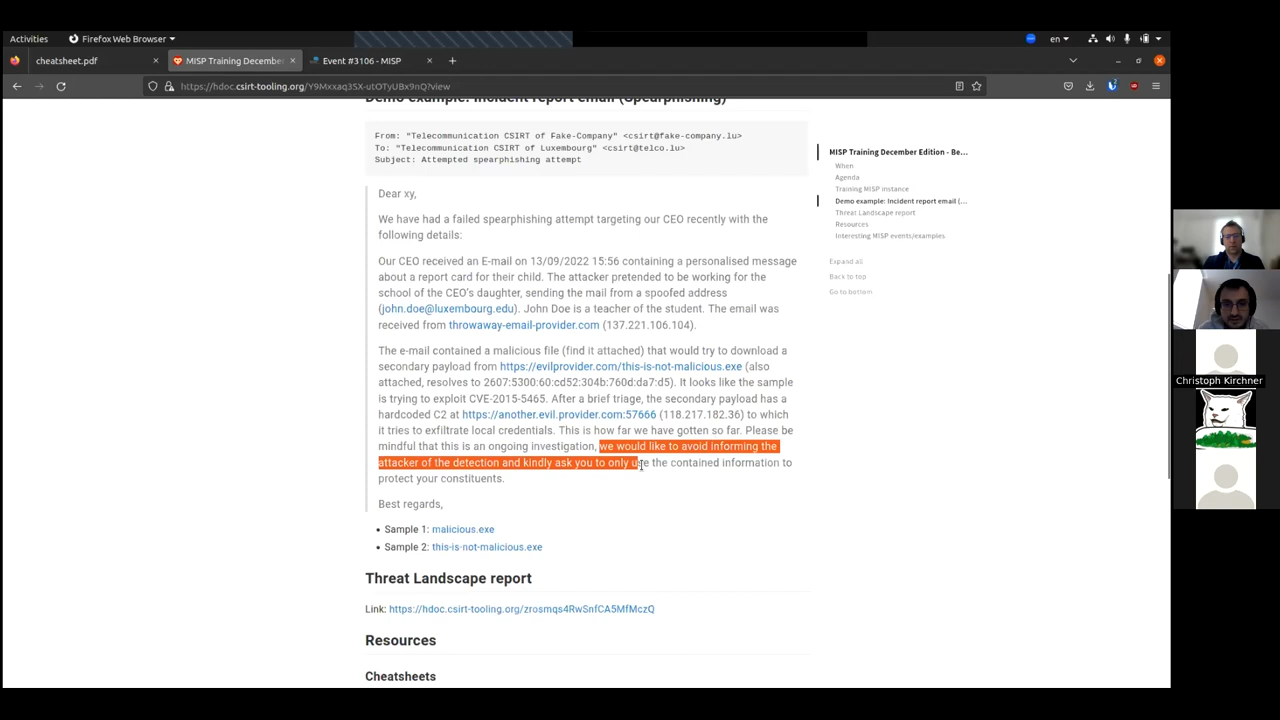 Activities
Firefox Web Browser
en
cheatsheet.pdf
MISP Training December
Event #3106 - MISP
https://hdoc.csirt-tooling.org/Y9Mxxaq3SX-utOTyUBx9nQ?view
Demo example: Incident report email (Spearphishing)
From: "Telecommunication CSIRT of Fake-Company" <csirt@fake-company.lu>
To: "Telecommunication CSIRT of Luxembourg" <csirt@telco.lu>
Subject: Attempted spearphishing attempt
Dear xy,
We have had a failed spearphishing attempt targeting our CEO recently with the
following details:
Our CEO received an E-mail on 13/09/2022 15:56 containing a personalised message
about a report card for their child. The attacker pretended to be working for the
school of the CEO's daughter, sending the mail from a spoofed address
(john.doe@luxembourg.edu). John Doe is a teacher of the student. The email was
received from throwaway-email-provider.com (137.221.106.104).
The e-mail contained a malicious file (find it attached) that would try to download a
secondary payload from https://evilprovider.com/this-is-not-malicious.exe (also
attached, resolves to 2607:5300:60:cd52:304b:760d:da7:d5). It looks like the sample
is trying to exploit CVE-2015-5465. After a brief triage, the secondary payload has a
hardcoded C2 at https://another.evil.provider.com:57666 (118.217.182.36) to which
it tries to exfiltrate local credentials. This is how far we have gotten so far. Please be
mindful that this is an ongoing investigation, we would like to avoid informing the
attacker of the detection and kindly ask you to only use the contained information to
protect your constituents.
Best regards,
Sample 1: malicious.exe
Sample 2: this-is-not-malicious.exe
Threat Landscape report
Link: https://hdoc.csirt-tooling.org/zrosmqs4RwSnfCA5MfMczQ
Resources
Cheatsheets
MISP Training December Edition - Be...
When
Agenda
Training MISP instance
Demo example: Incident report email (...
Threat Landscape report
Resources
Interesting MISP events/examples
Expand all
Back to top
Go to bottom
Christoph Kirchner